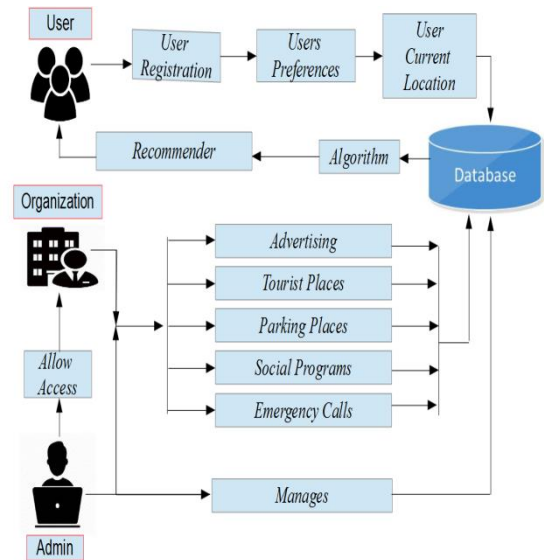 User
User
Registration
Users
Preferences
User
Current
Location
Recommender
Algorithm
Database
Organization
Advertising
Tourist Places
Parking Places
Social Programs
Emergency Calls
Allow
Access
Manages
Admin